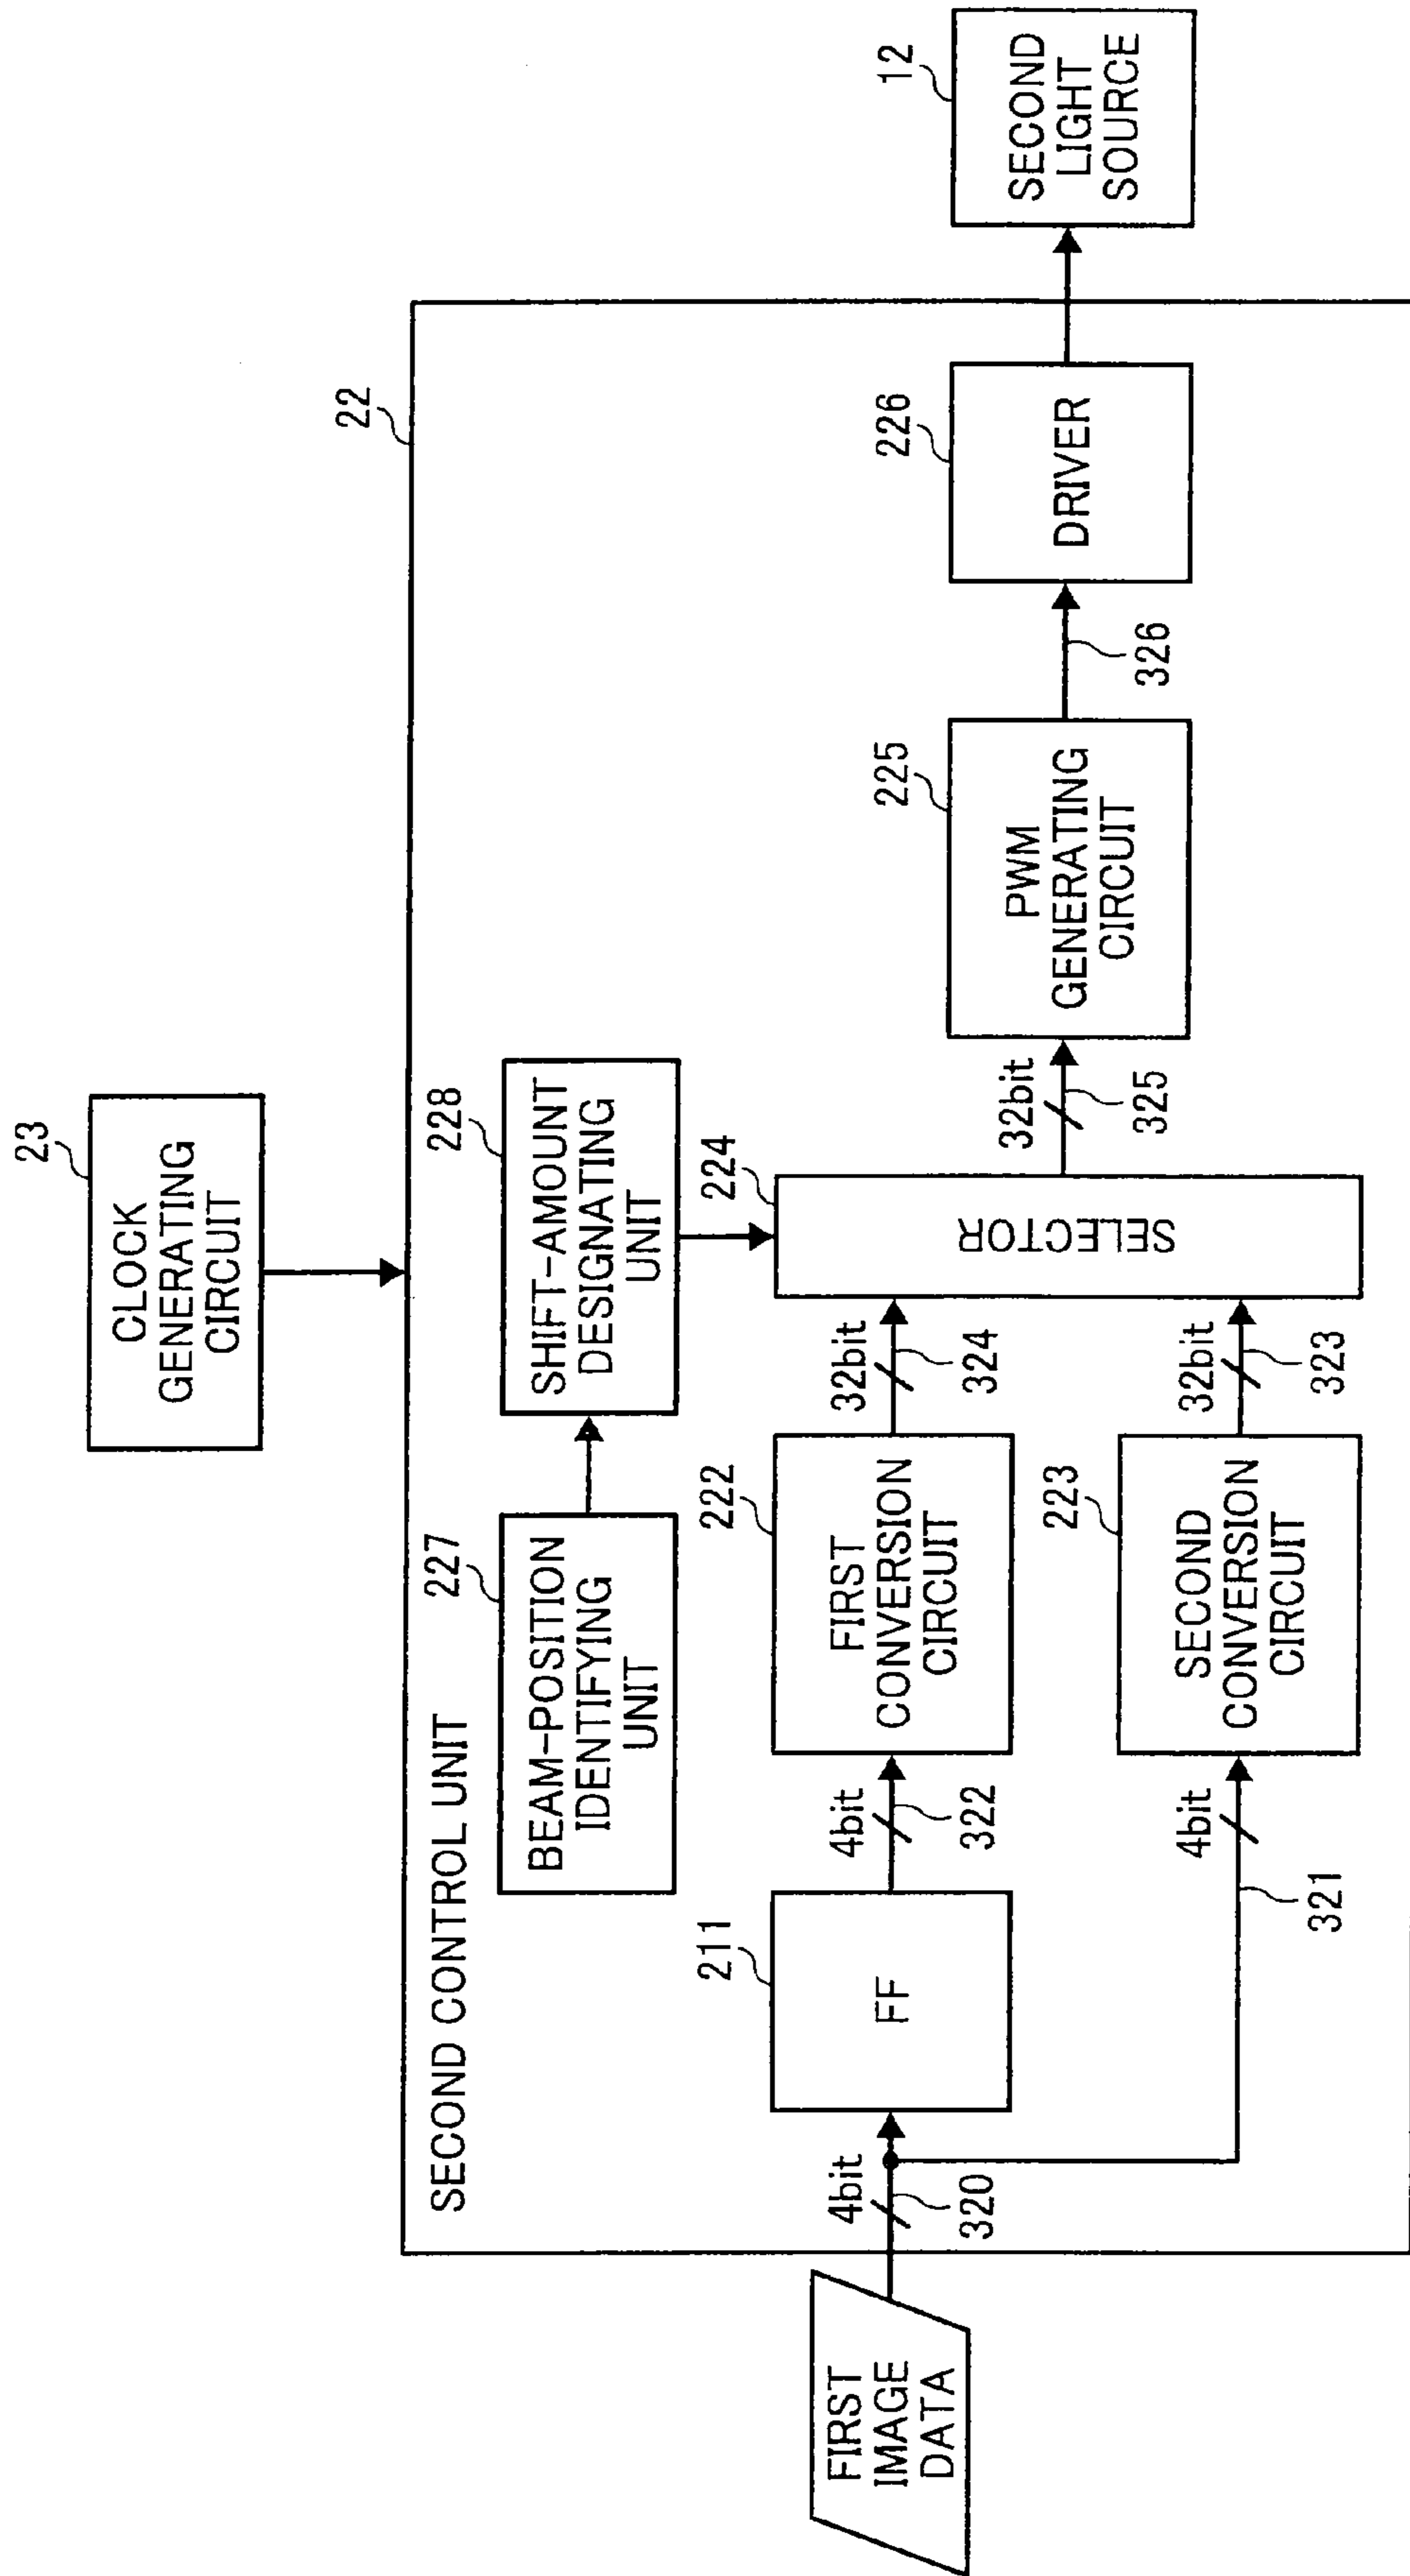 23
CLOCK
GENERATING
CIRCUIT
22
SECOND CONTROL UNIT
227
BEAM-POSITION
IDENTIFYING
UNIT
228
SHIFT-AMOUNT
DESIGNATING
UNIT
FIRST
IMAGE
DATA
4bit
320
211
FF
4bit
322
222
FIRST
CONVERSION
CIRCUIT
32bit
324
321
4bit
223
SECOND
CONVERSION
CIRCUIT
32bit
323
224
SELECTOR
32bit
325
225
PWM
GENERATING
CIRCUIT
326
226
DRIVER
12
SECOND
LIGHT
SOURCE